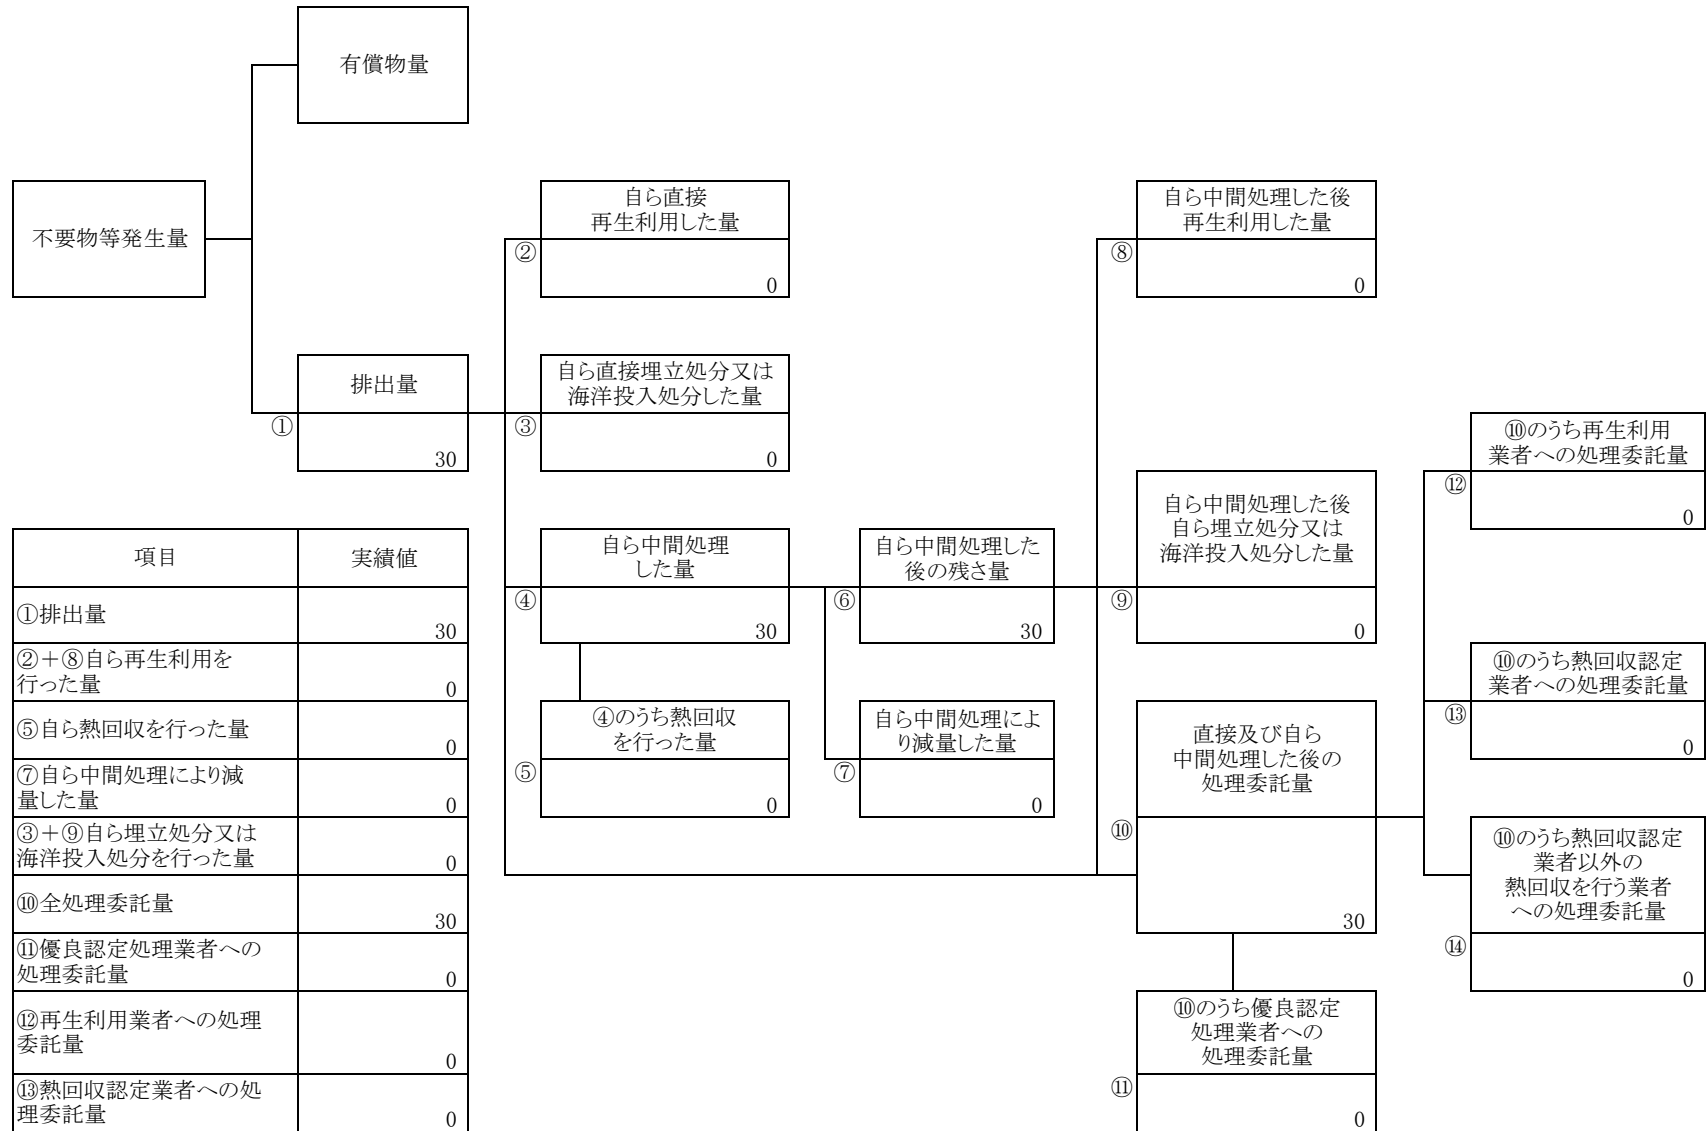 有償物量
不要物等発生量
自ら直接
再生利用した量
②
0
自ら中間処理した後
再生利用した量
⑧
0
排出量
①
30
自ら直接埋立処分又は
海洋投入処分した量
③
0
⑩のうち再生利用
業者への処理委託量
⑫
0
自ら中間処理
した量
④
30
自ら中間処理した
後の残さ量
⑥
30
自ら中間処理した後
自ら埋立処分又は
海洋投入処分した量
⑨
0
⑩のうち熱回収認定
業者への処理委託量
⑬
0
④のうち熱回収
を行った量
⑤
0
自ら中間処理によ
り減量した量
⑦
0
直接及び自ら
中間処理した後の
処理委託量
⑩
30
⑩のうち熱回収認定
業者以外の
熱回収を行う業者
への処理委託量
⑭
0
⑩のうち優良認定
処理業者への
処理委託量
⑪
0
項目 実績値
①排出量 30
②＋⑧自ら再生利用を
行った量 0
⑤自ら熱回収を行った量 0
⑦自ら中間処理により減
量した量 0
③＋⑨自ら埋立処分又は
海洋投入処分を行った量 0
⑩全処理委託量 30
⑪優良認定処理業者への
処理委託量 0
⑫再生利用業者への処理
委託量 0
⑬熱回収認定業者への処
理委託量 0